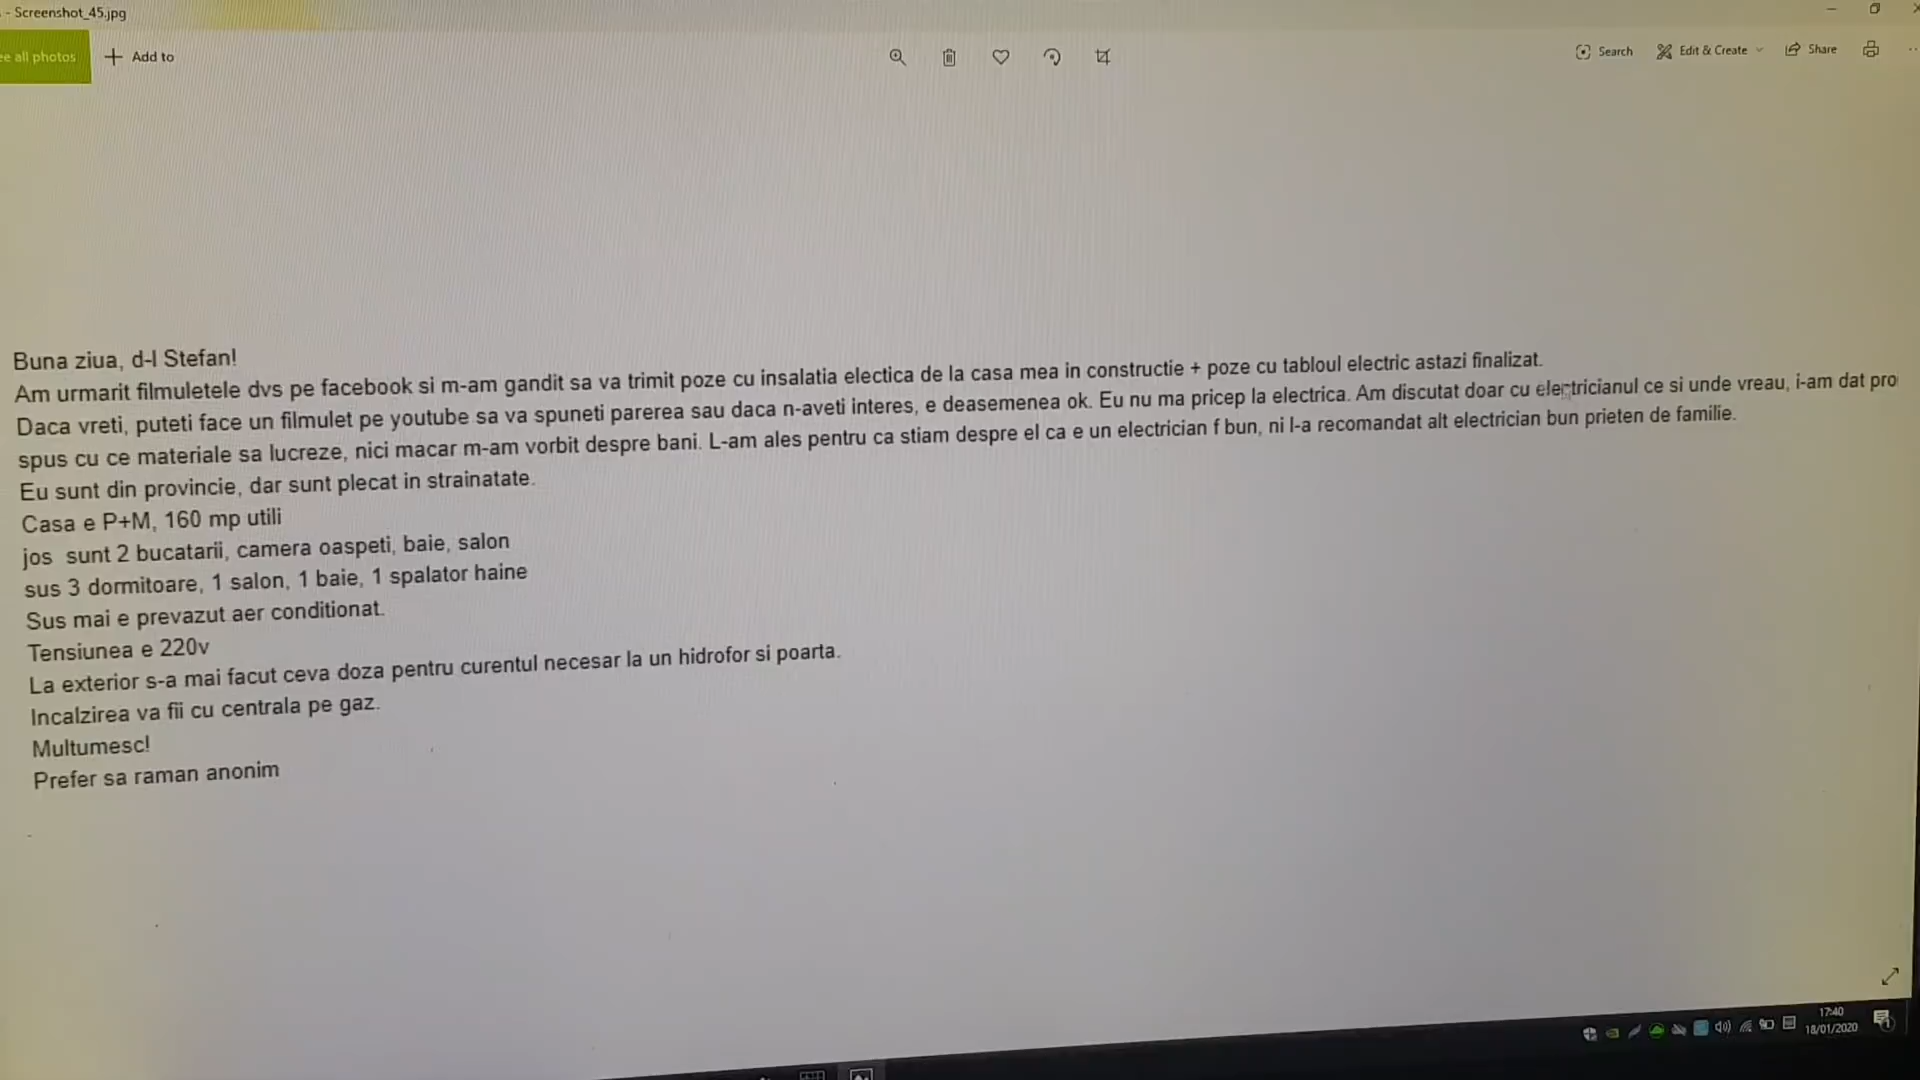 - Screenshot_45.jpg
ee all photos
Add to
Search
Edit & Create
Share
Buna ziua, d-l Stefan!
Am urmarit filmuletele dvs pe facebook si m-am gandit sa va trimit poze cu insalatia electica de la casa mea in constructie + poze cu tabloul electric astazi finalizat.
Daca vreti, puteti face un filmulet pe youtube sa va spuneti parerea sau daca n-aveti interes, e deasemenea ok. Eu nu ma pricep la electrica. Am discutat doar cu electricianul ce si unde vreau, i-am dat pro
spus cu ce materiale sa lucreze, nici macar m-am vorbit despre bani. L-am ales pentru ca stiam despre el ca e un electrician f bun, ni l-a recomandat alt electrician bun prieten de familie.
Eu sunt din provincie, dar sunt plecat in strainatate.
Casa e P+M, 160 mp utili
jos sunt 2 bucatarii, camera oaspeti, baie, salon
sus 3 dormitoare, 1 salon, 1 baie, 1 spalator haine
Sus mai e prevazut aer conditionat.
Tensiunea e 220v
La exterior s-a mai facut ceva doza pentru curentul necesar la un hidrofor si poarta.
Incalzirea va fii cu centrala pe gaz.
Multumesc!
Prefer sa raman anonim
17:40
18/01/2020